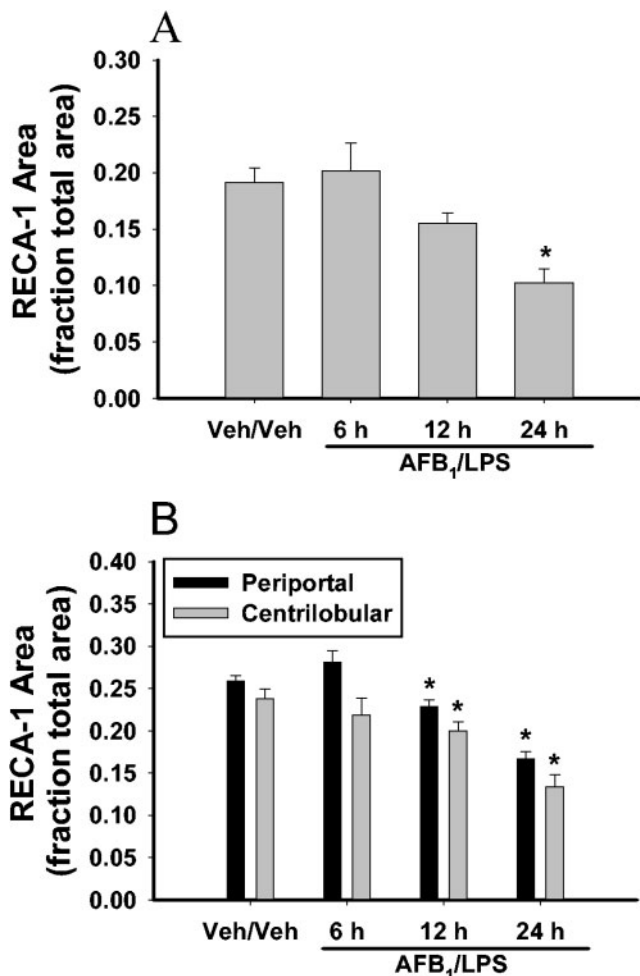 A
RECA-1 Area
(fraction total area)
0.30
0.25
0.20
0.15
0.10
0.05
0.00
*
Veh/Veh 6 h 12 h 24 h
AFB₁/LPS
B
RECA-1 Area
(fraction total area)
0.40
0.35
0.30
0.25
0.20
0.15
0.10
0.05
0.00
Periportal
Centrilobular
* * * *
Veh/Veh 6 h 12 h 24 h
AFB₁/LPS